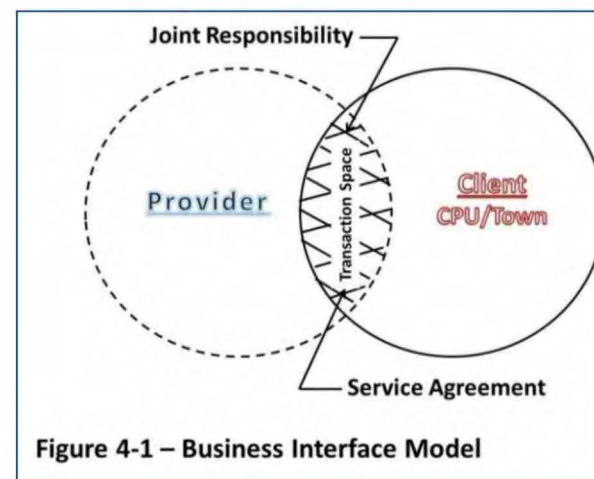 Joint Responsibility
Provider
Transaction Space
Client
CPU/Town
Service Agreement
Figure 4-1 – Business Interface Model